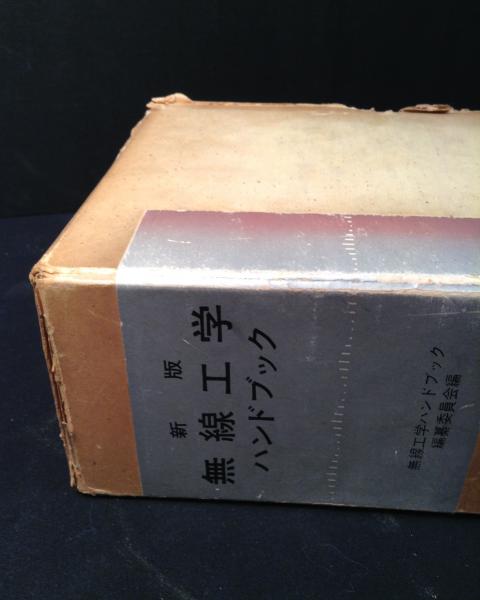 新版
無線工学
ハンドブック
無線工学ハンドブック
編纂委員会編